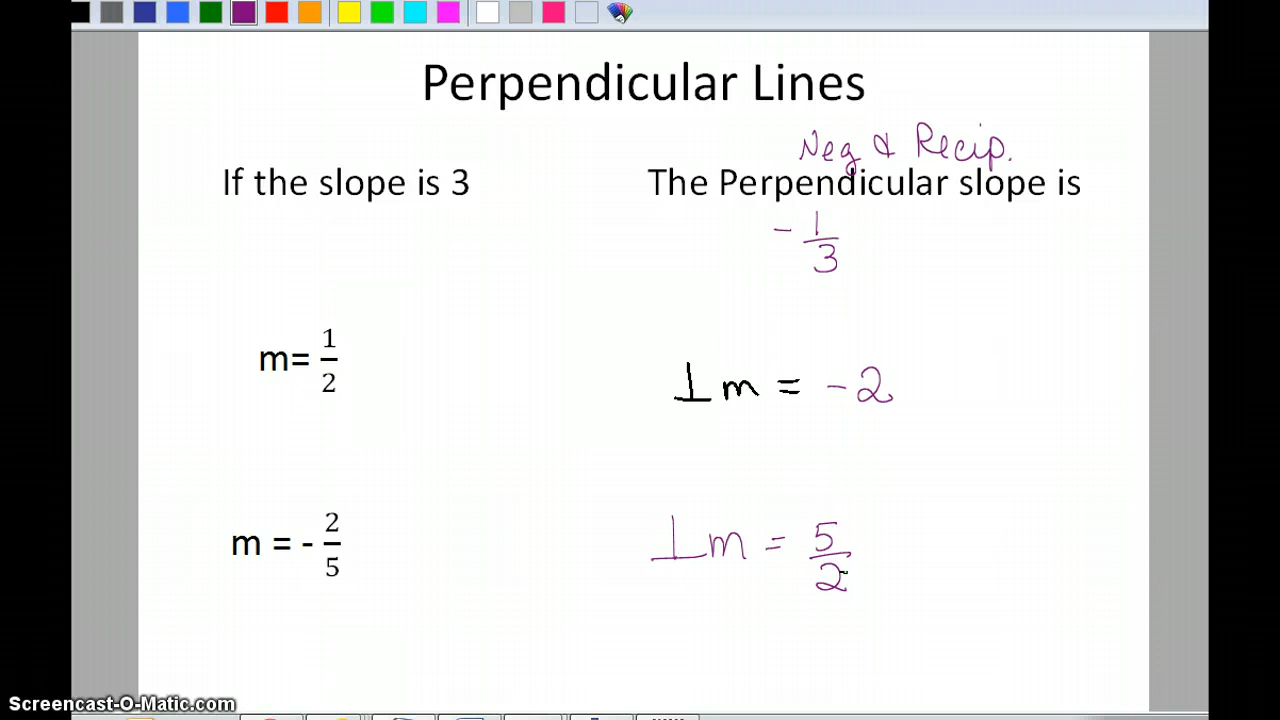 Perpendicular Lines
Neg & Recip.
If the slope is 3
The Perpendicular slope is
- 1/3
m= 1/2
⊥m = -2
m = - 2/5
⊥m = 5/2
Screencast-O-Matic.com